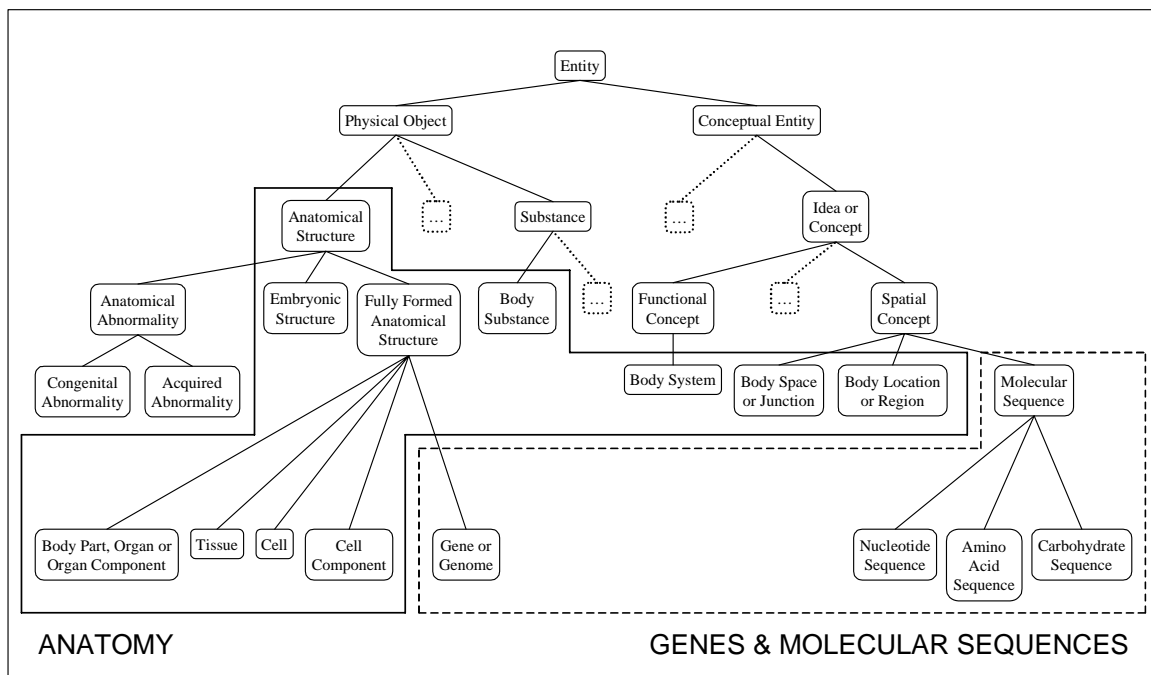 Entity
Physical Object
Conceptual Entity
Anatomical
Structure
...
Substance
...
Idea or
Concept
Anatomical
Abnormality
Embryonic
Structure
Fully Formed
Anatomical
Structure
Body
Substance
...
Functional
Concept
...
Spatial
Concept
Congenital
Abnormality
Acquired
Abnormality
Body System
Body Space
or Junction
Body Location
or Region
Molecular
Sequence
Body Part, Organ or
Organ Component
Tissue
Cell
Cell
Component
Gene or
Genome
Nucleotide
Sequence
Amino
Acid
Sequence
Carbohydrate
Sequence
ANATOMY
GENES & MOLECULAR SEQUENCES